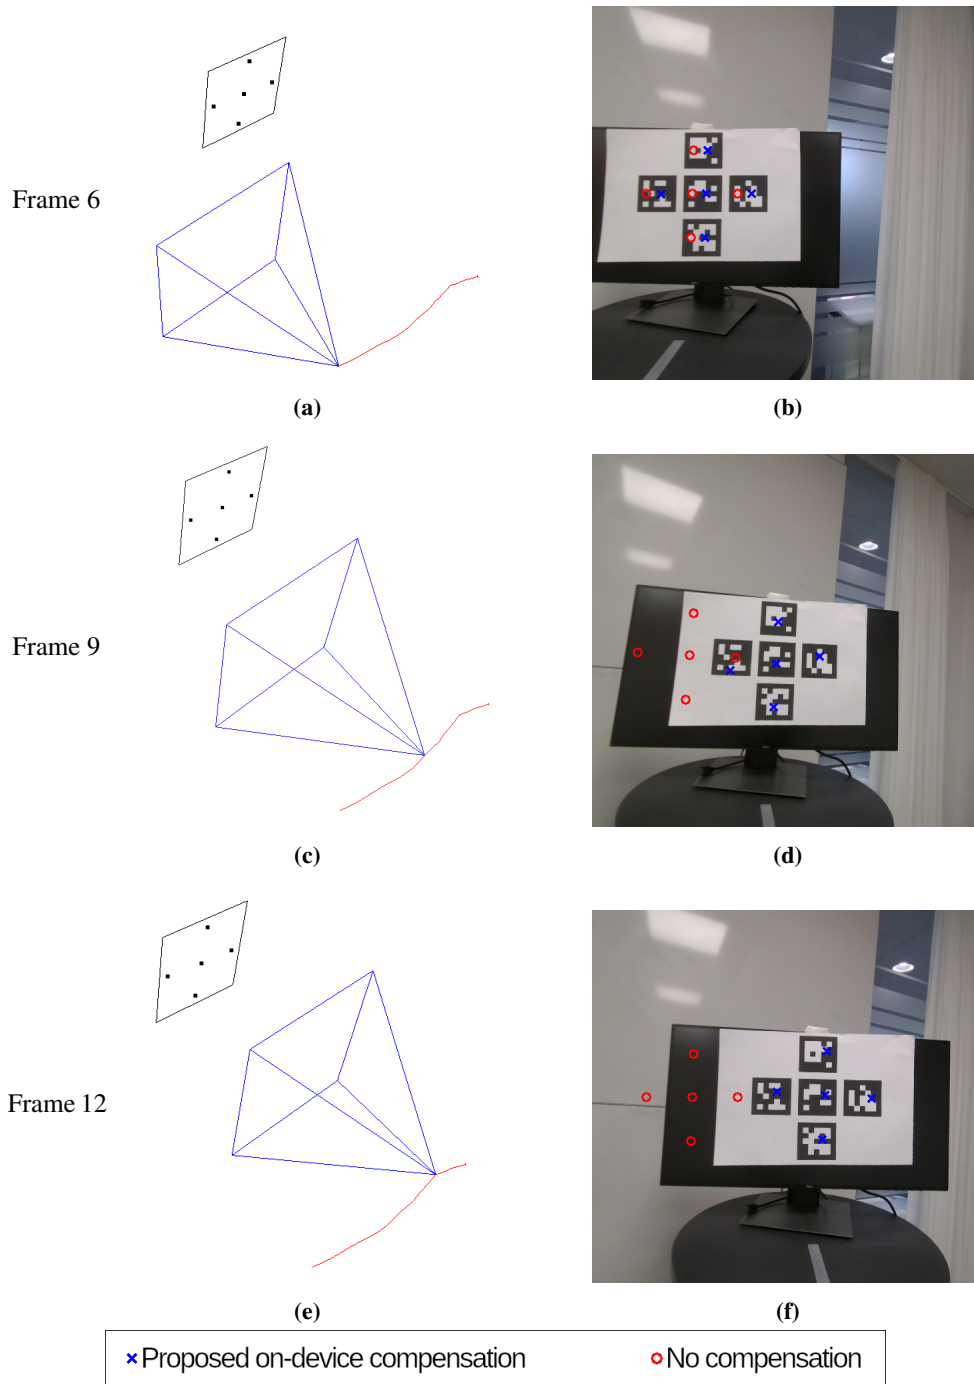 Frame 6
(a)
(b)
Frame 9
(c)
(d)
Frame 12
(e)
(f)
Proposed on-device compensation
No compensation